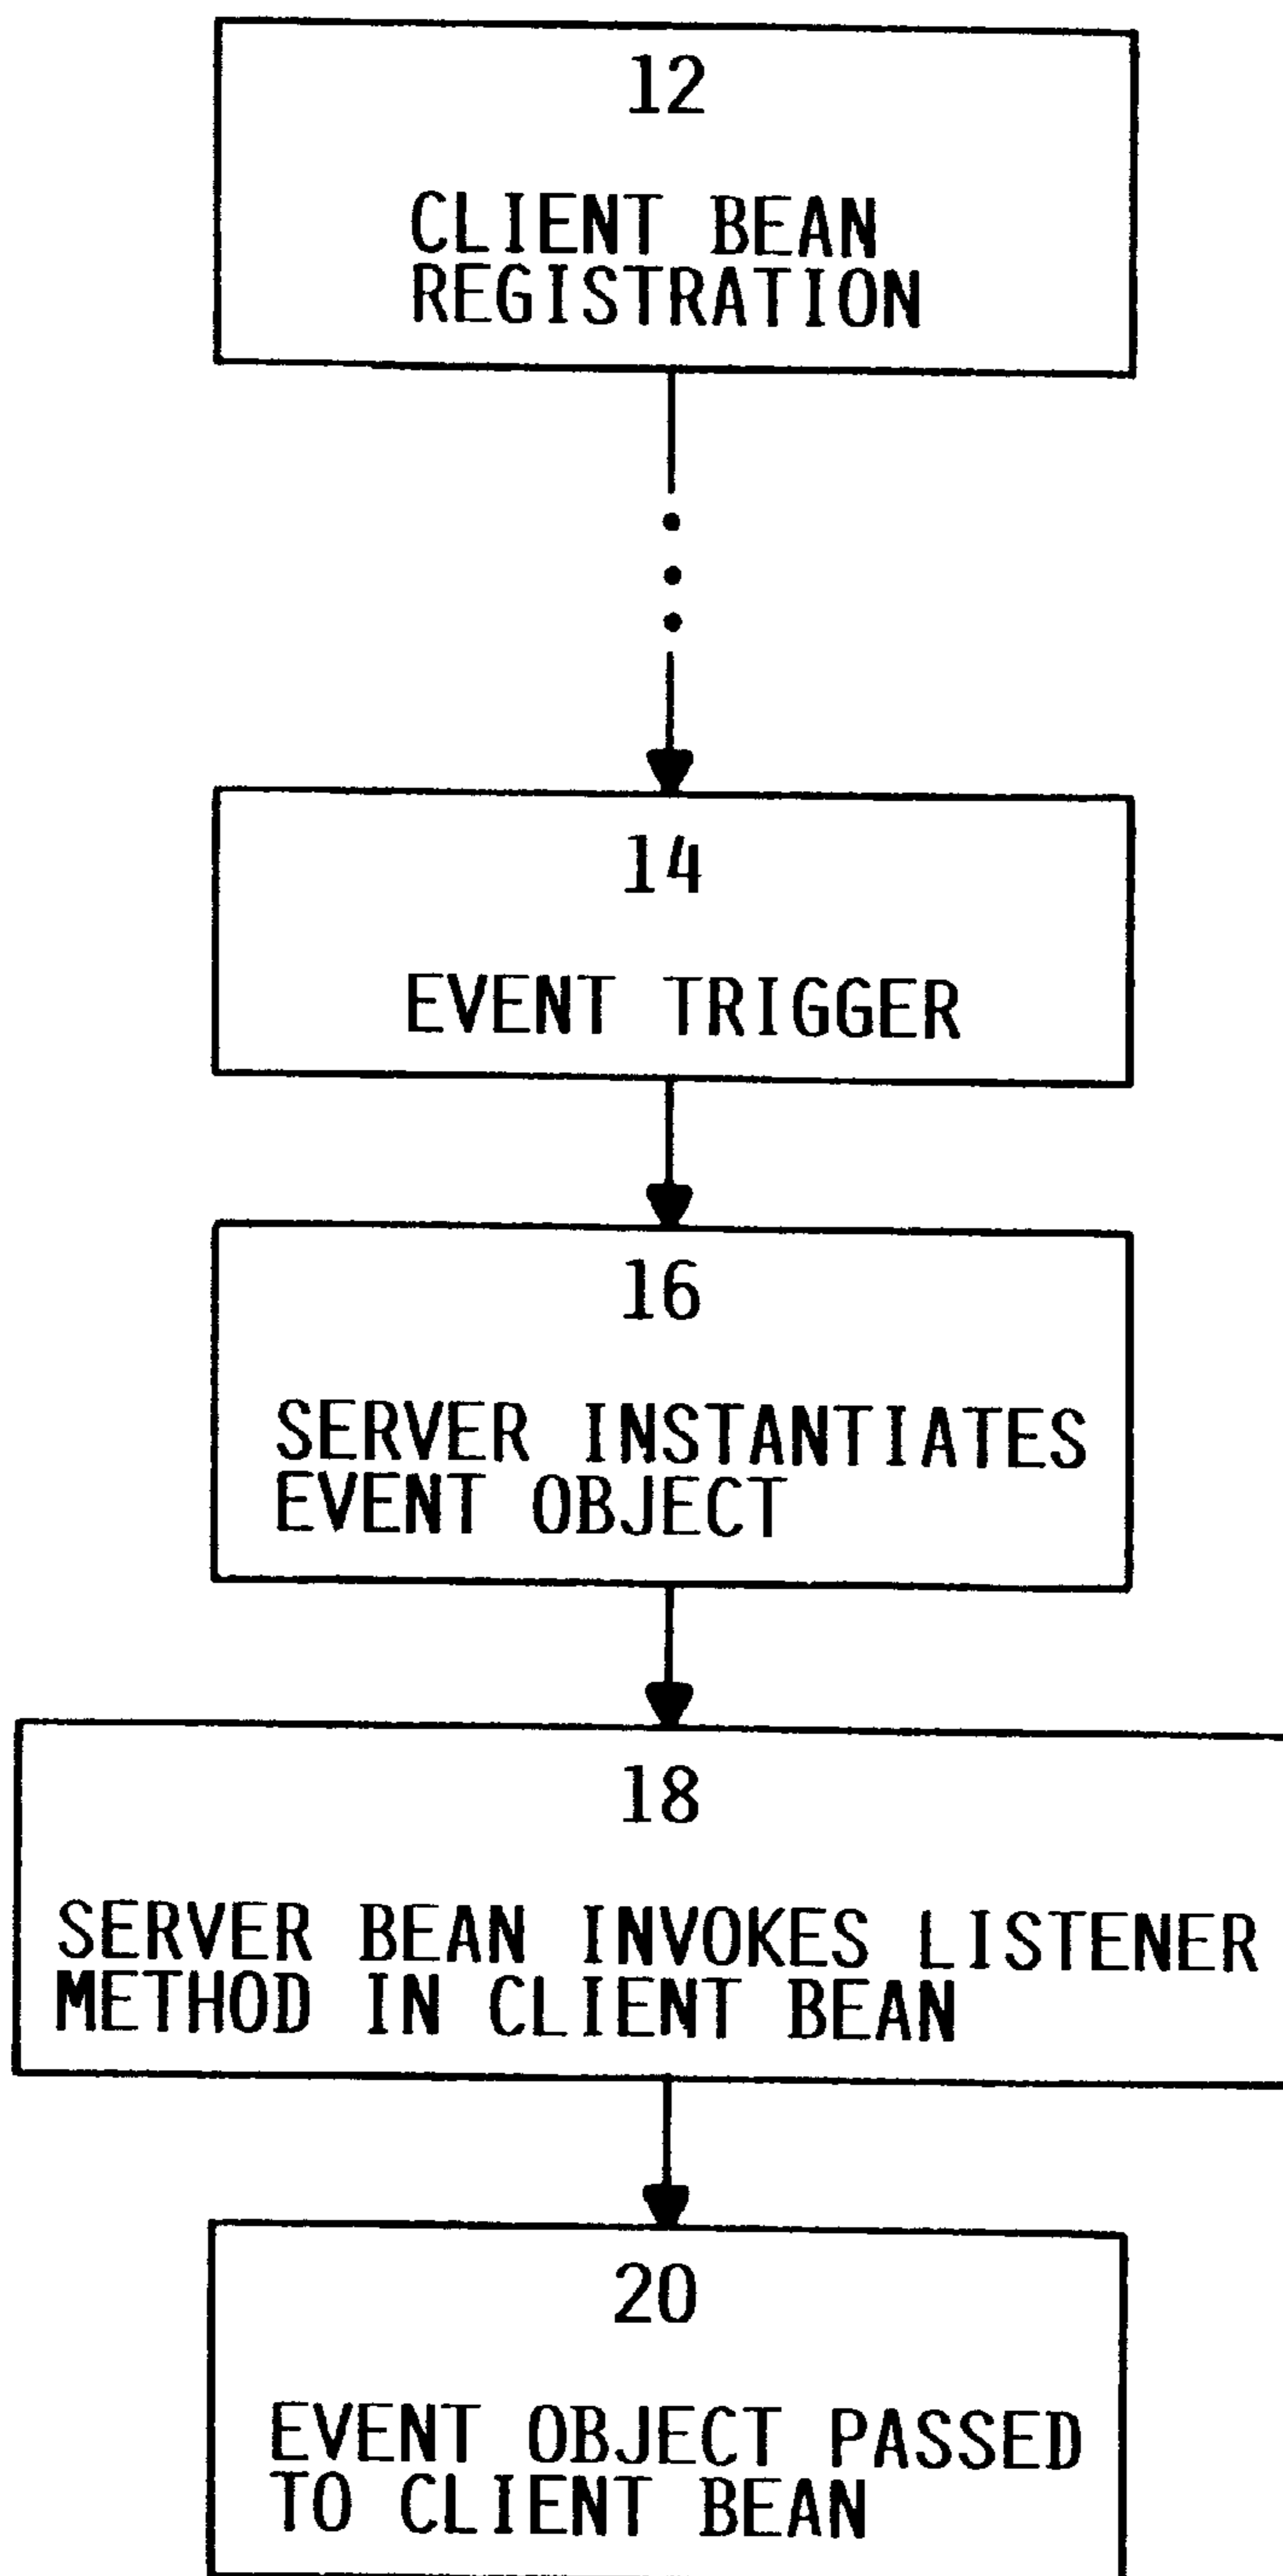 12
CLIENT BEAN
REGISTRATION
14
EVENT TRIGGER
16
SERVER INSTANTIATES
EVENT OBJECT
18
SERVER BEAN INVOKES LISTENER
METHOD IN CLIENT BEAN
20
EVENT OBJECT PASSED
TO CLIENT BEAN